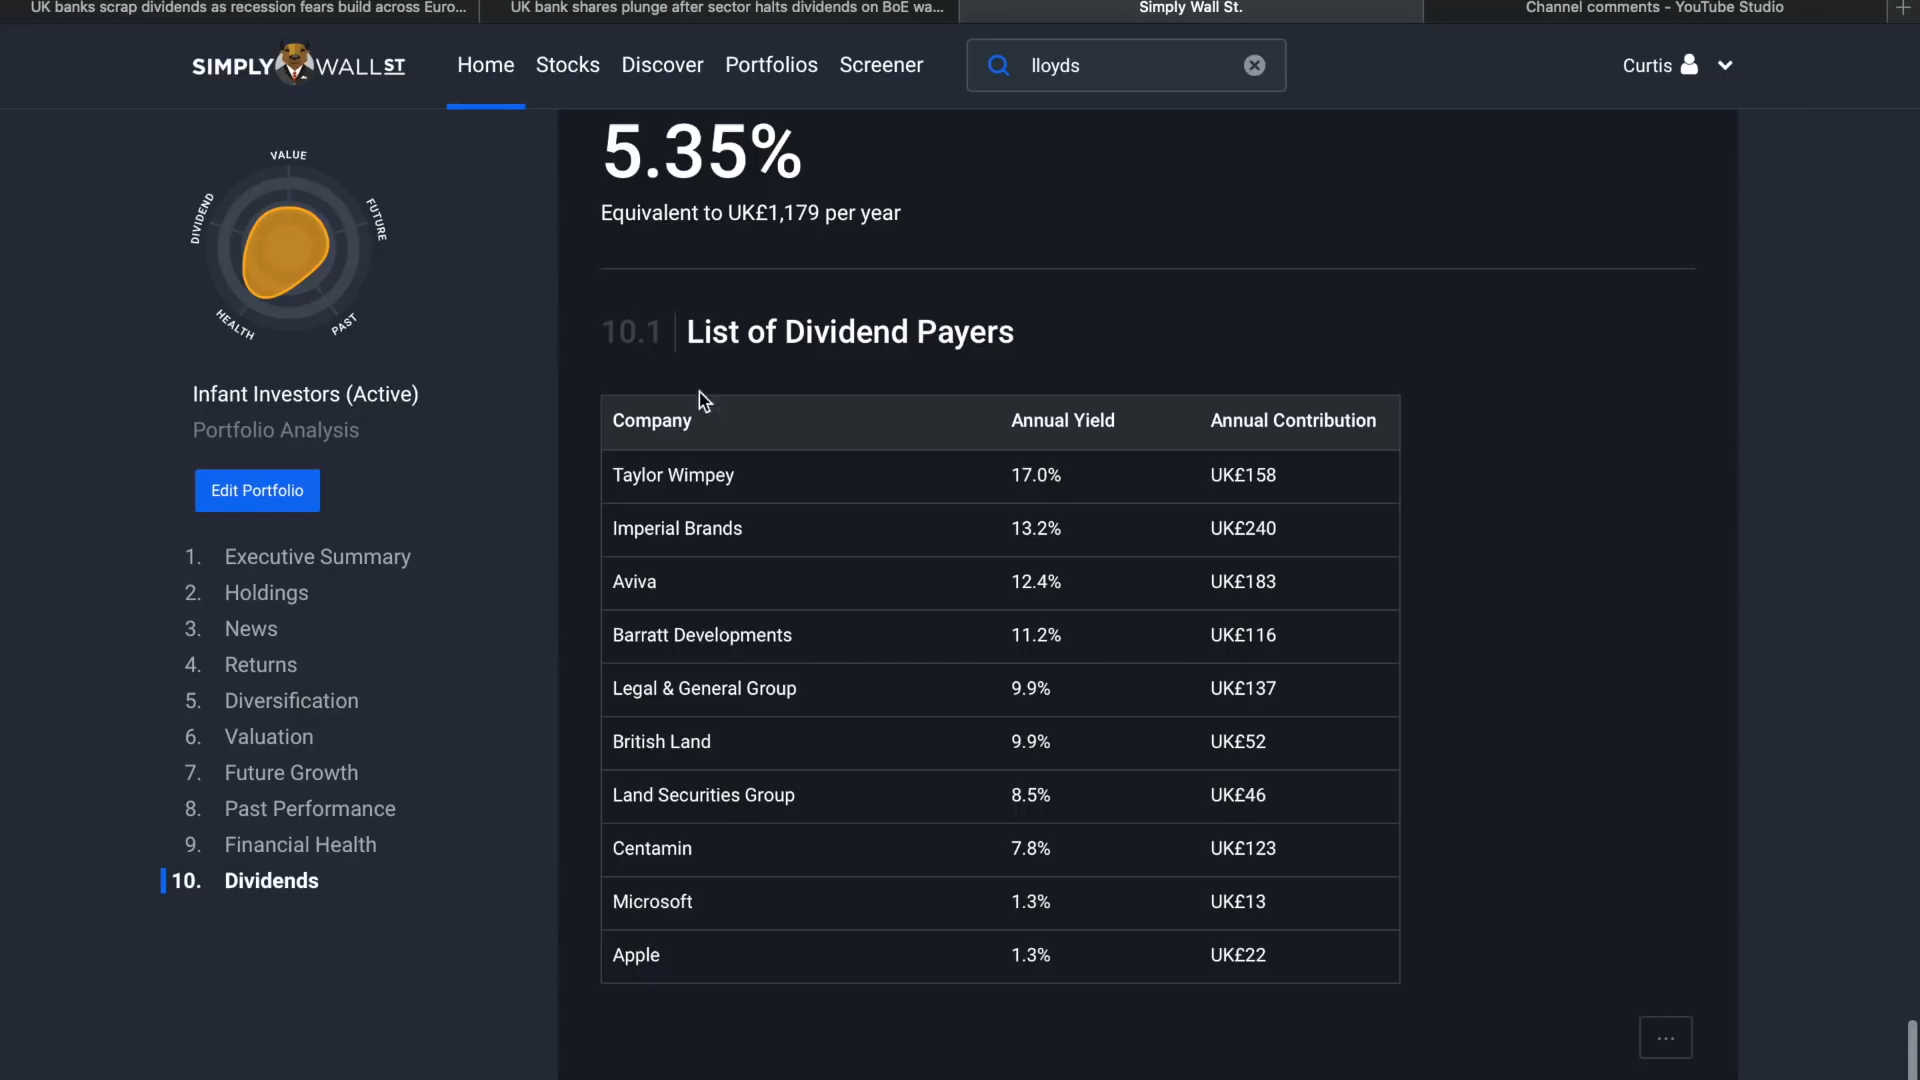 UK banks scrap dividends as recession fears build across Euro...
UK bank shares plunge after sector halts dividends on BoE wa...
Simply Wall St.
Channel comments - YouTube Studio
SIMPLY WALL ST
Home
Stocks
Discover
Portfolios
Screener
lloyds
Curtis
VALUE
FUTURE
PAST
HEALTH
DIVIDEND
Infant Investors (Active)
Portfolio Analysis
Edit Portfolio
1. Executive Summary
2. Holdings
3. News
4. Returns
5. Diversification
6. Valuation
7. Future Growth
8. Past Performance
9. Financial Health
10. Dividends
5.35%
Equivalent to UK£1,179 per year
10.1 List of Dividend Payers
Company Annual Yield Annual Contribution
Taylor Wimpey 17.0% UK£158
Imperial Brands 13.2% UK£240
Aviva 12.4% UK£183
Barratt Developments 11.2% UK£116
Legal & General Group 9.9% UK£137
British Land 9.9% UK£52
Land Securities Group 8.5% UK£46
Centamin 7.8% UK£123
Microsoft 1.3% UK£13
Apple 1.3% UK£22
...